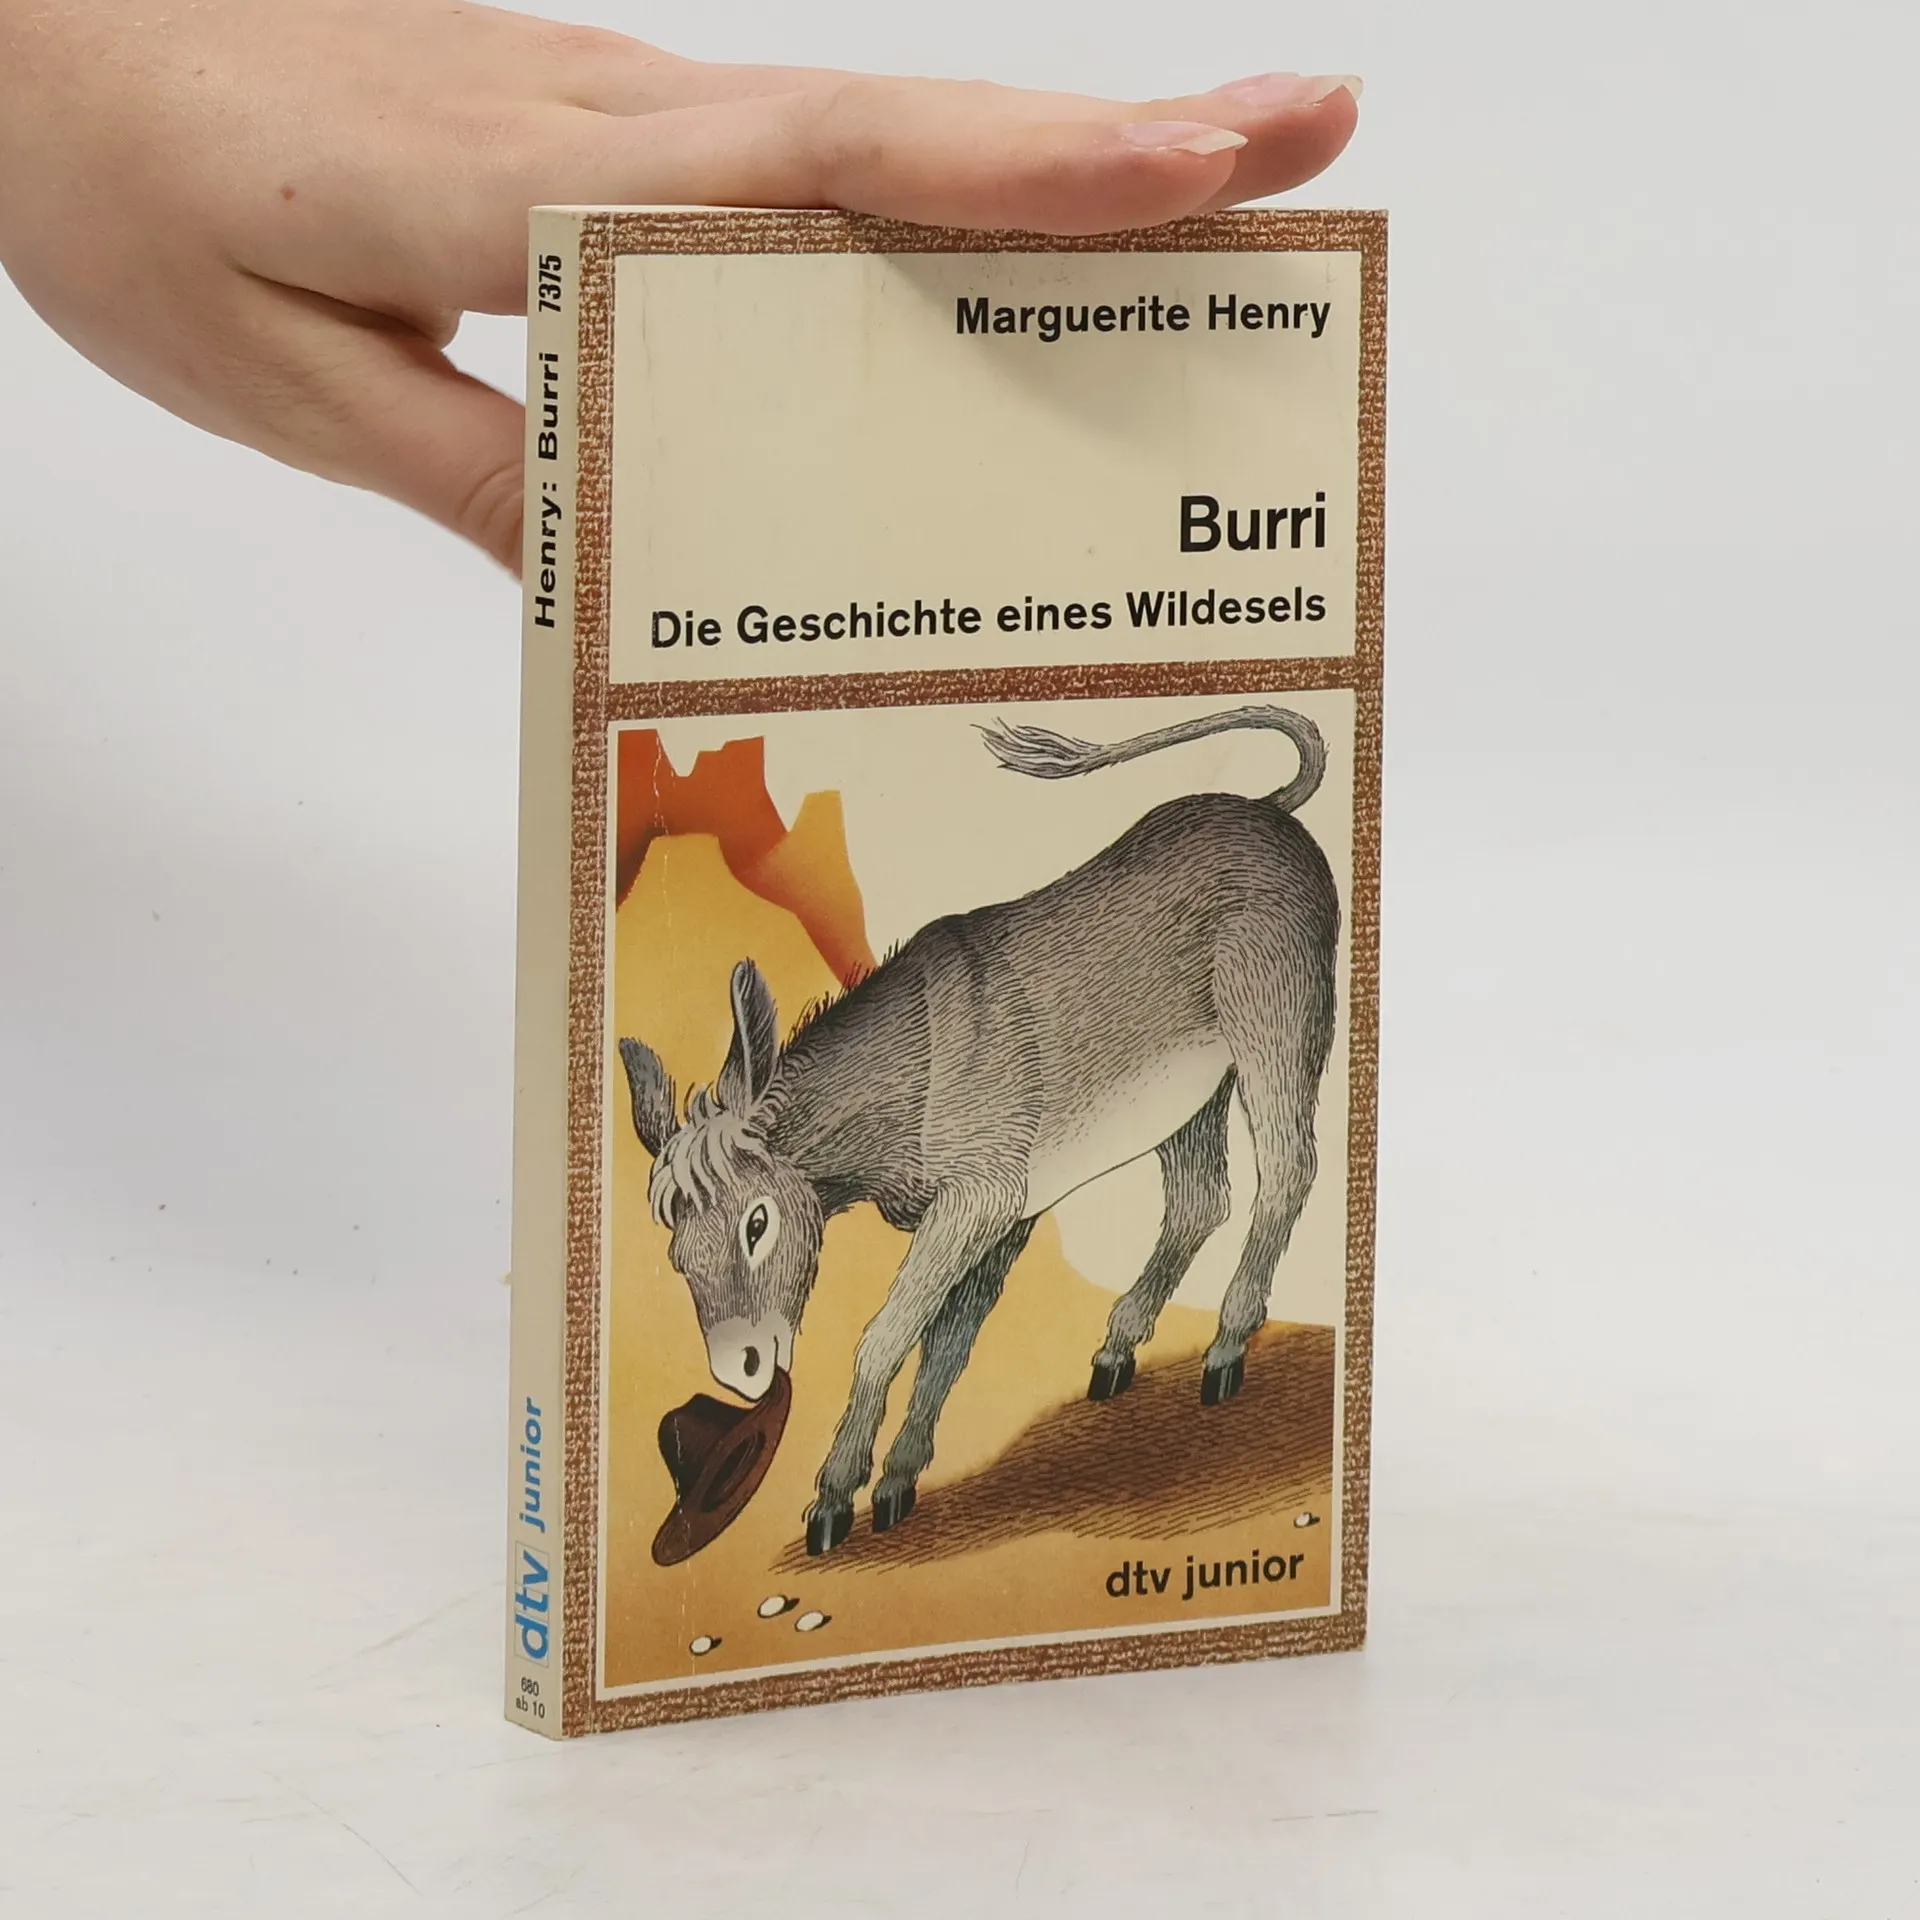 Marguerite Henry
Burri
Die Geschichte eines Wildesels
dtv junior
Henry: Burri 7375
dtv junior
680
ab 10